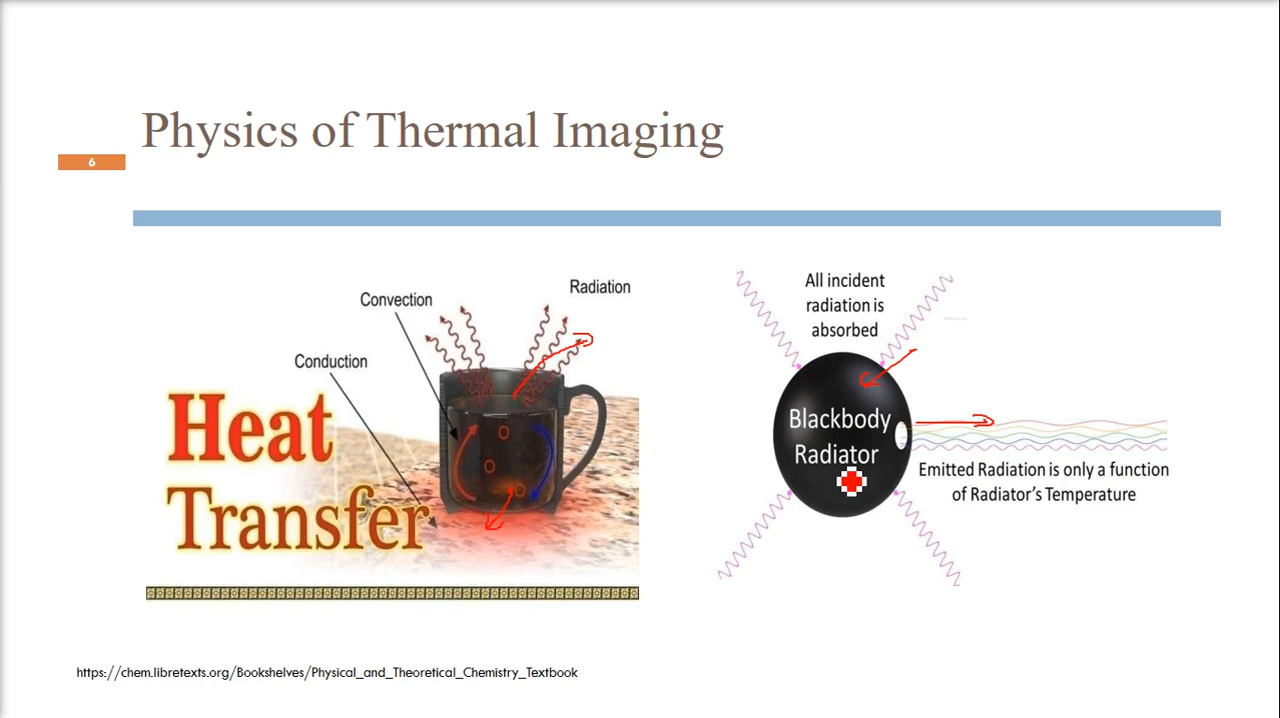 Physics of Thermal Imaging
6
Convection
Radiation
Conduction
Heat
Transfer
All incident
radiation is
absorbed
Blackbody
Radiator
Emitted Radiation is only a function
of Radiator's Temperature
https://chem.libretexts.org/Bookshelves/Physical_and_Theoretical_Chemistry_Textbook